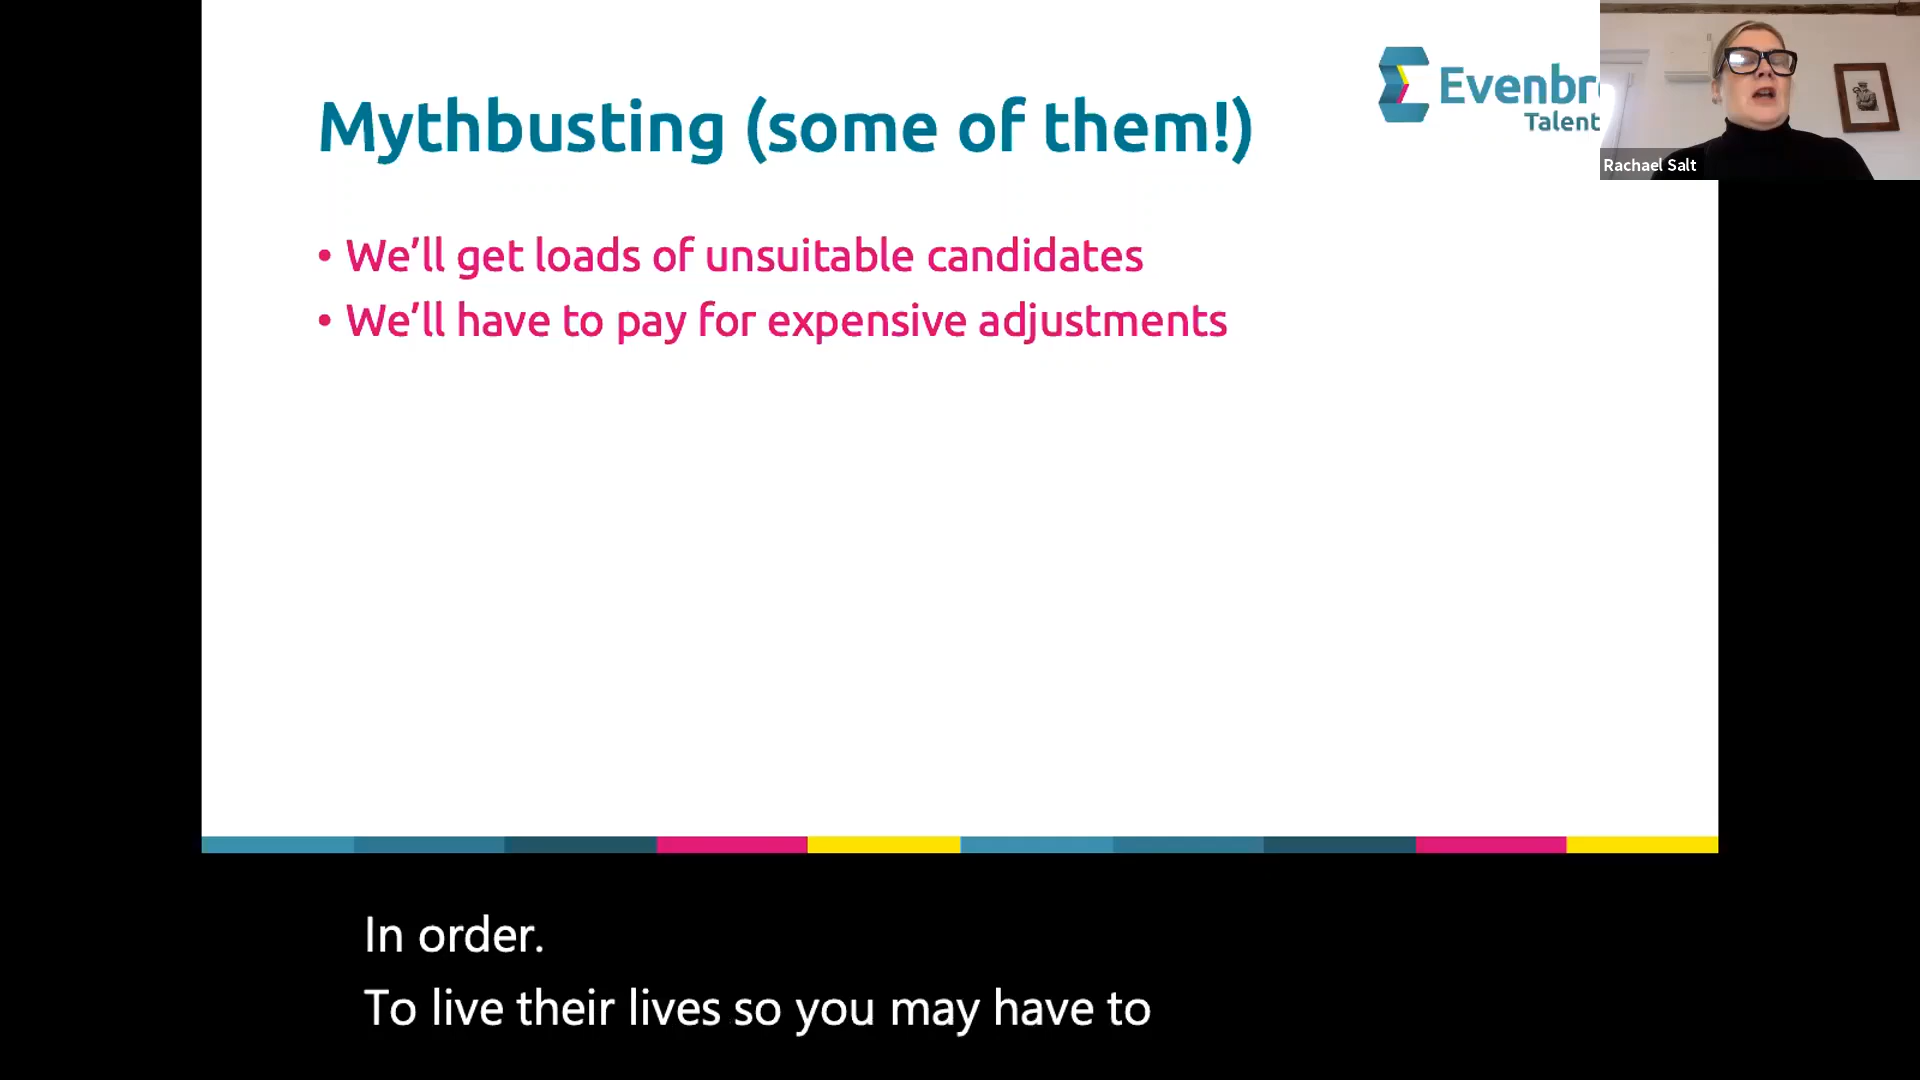 Mythbusting (some of them!)
Evenbr
Talent
Rachael Salt
• We’ll get loads of unsuitable candidates
• We’ll have to pay for expensive adjustments
In order.
To live their lives so you may have to